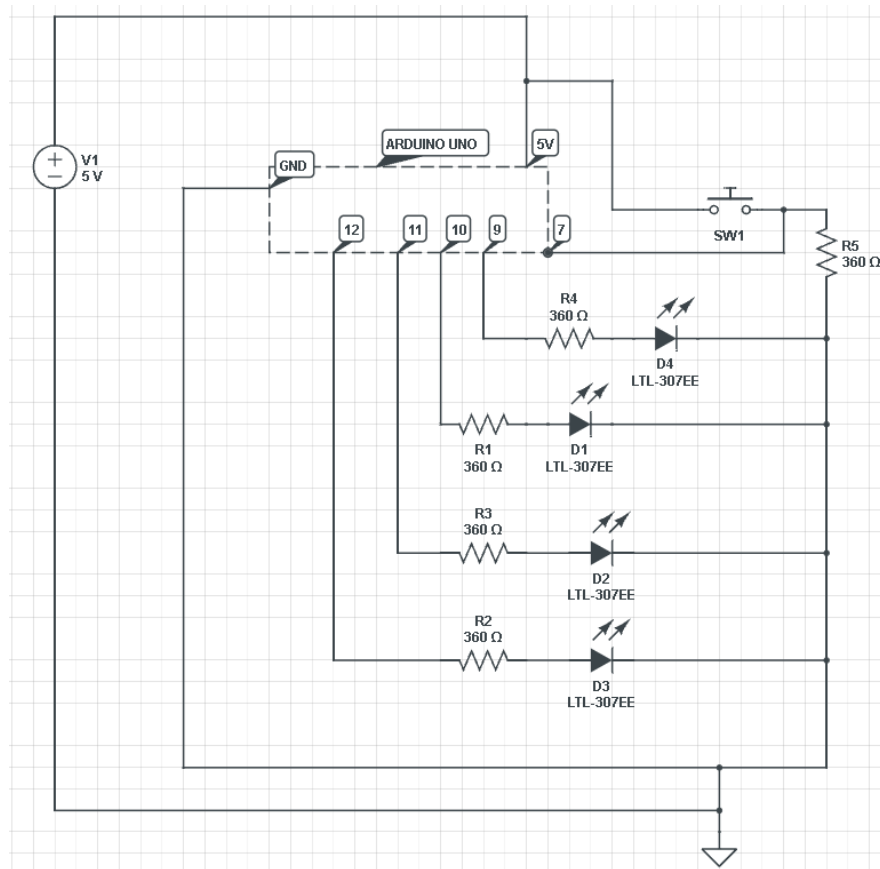 ARDUINO UNO
5V
GND
+
V1
5 V
−
12
11
10
9
7
SW1
R5
360 Ω
R4
360 Ω
D4
LTL-307EE
R1
360 Ω
D1
LTL-307EE
R3
360 Ω
D2
LTL-307EE
R2
360 Ω
D3
LTL-307EE